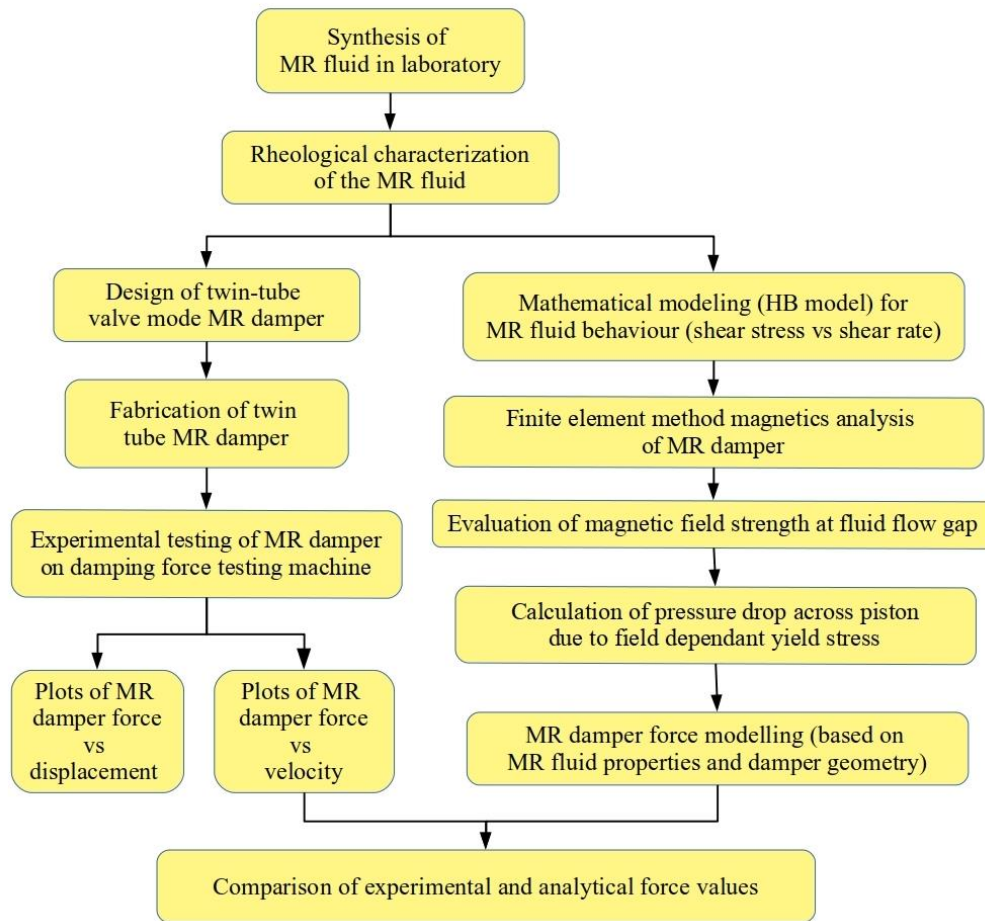 Synthesis of
MR fluid in laboratory
Rheological characterization
of the MR fluid
Design of twin-tube
valve mode MR damper
Fabrication of twin
tube MR damper
Experimental testing of MR damper
on damping force testing machine
Plots of MR
damper force
vs
displacement
Plots of MR
damper force
vs
velocity
Mathematical modeling (HB model) for
MR fluid behaviour (shear stress vs shear rate)
Finite element method magnetics analysis
of MR damper
Evaluation of magnetic field strength at fluid flow gap
Calculation of pressure drop across piston
due to field dependant yield stress
MR damper force modelling (based on
MR fluid properties and damper geometry)
Comparison of experimental and analytical force values